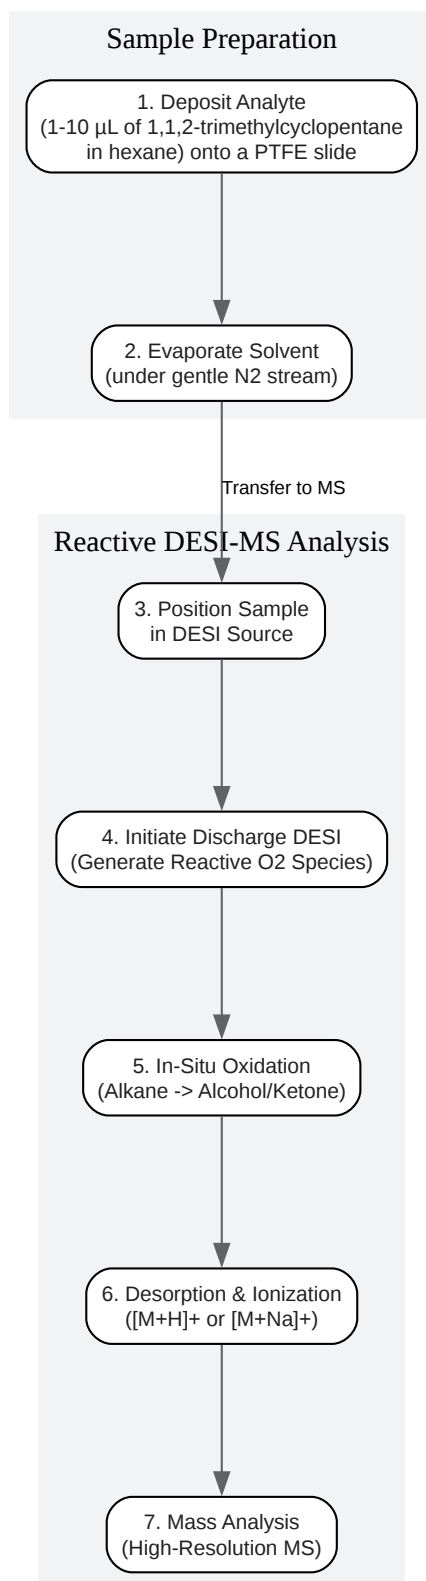 Sample Preparation
1. Deposit Analyte
(1-10 µL of 1,1,2-trimethylcyclopentane
in hexane) onto a PTFE slide
2. Evaporate Solvent
(under gentle N2 stream)
Transfer to MS
Reactive DESI-MS Analysis
3. Position Sample
in DESI Source
4. Initiate Discharge DESI
(Generate Reactive O2 Species)
5. In-Situ Oxidation
(Alkane -> Alcohol/Ketone)
6. Desorption & Ionization
([M+H]+ or [M+Na]+)
7. Mass Analysis
(High-Resolution MS)